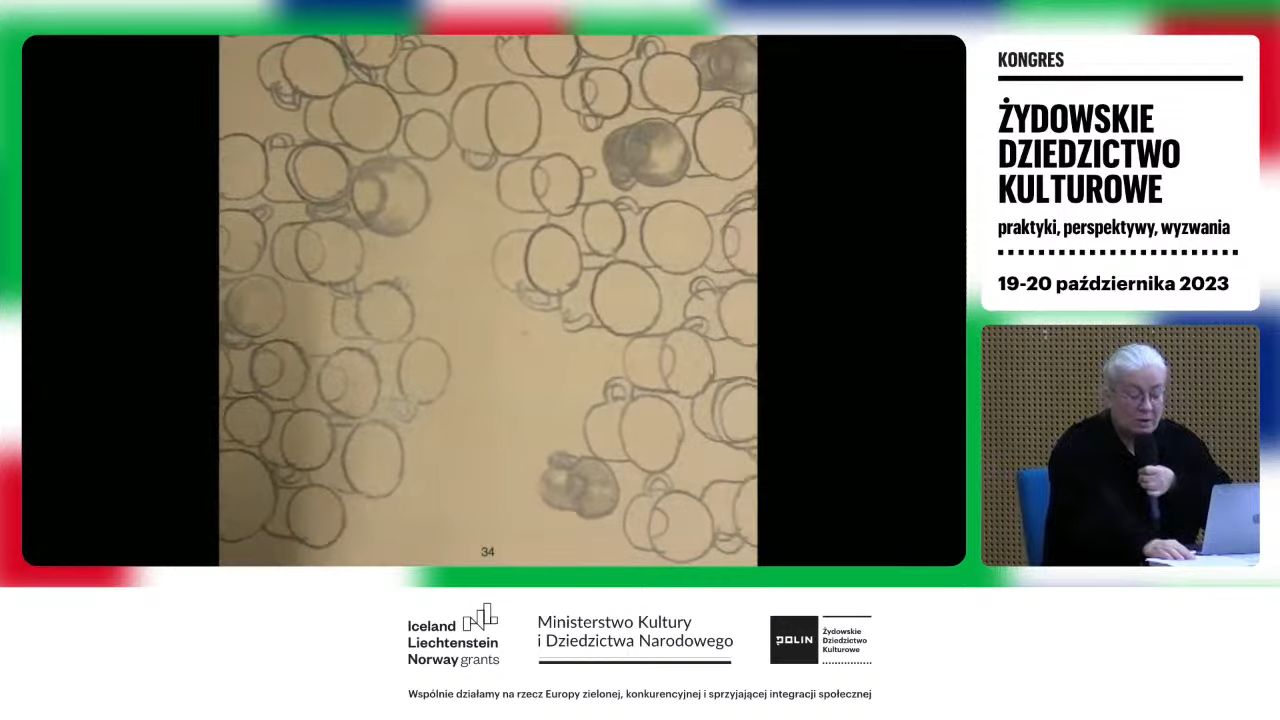 34
KONGRES
ŻYDOWSKIE
DZIEDZICTWO
KULTUROWE
praktyki, perspektywy, wyzwania
19-20 października 2023
Iceland
Liechtenstein
Norway grants
Ministerstwo Kultury
i Dziedzictwa Narodowego
POLIN
Żydowskie
Dziedzictwo
Kulturowe
Wspólnie działamy na rzecz Europy zielonej, konkurencyjnej i sprzyjającej integracji społecznej